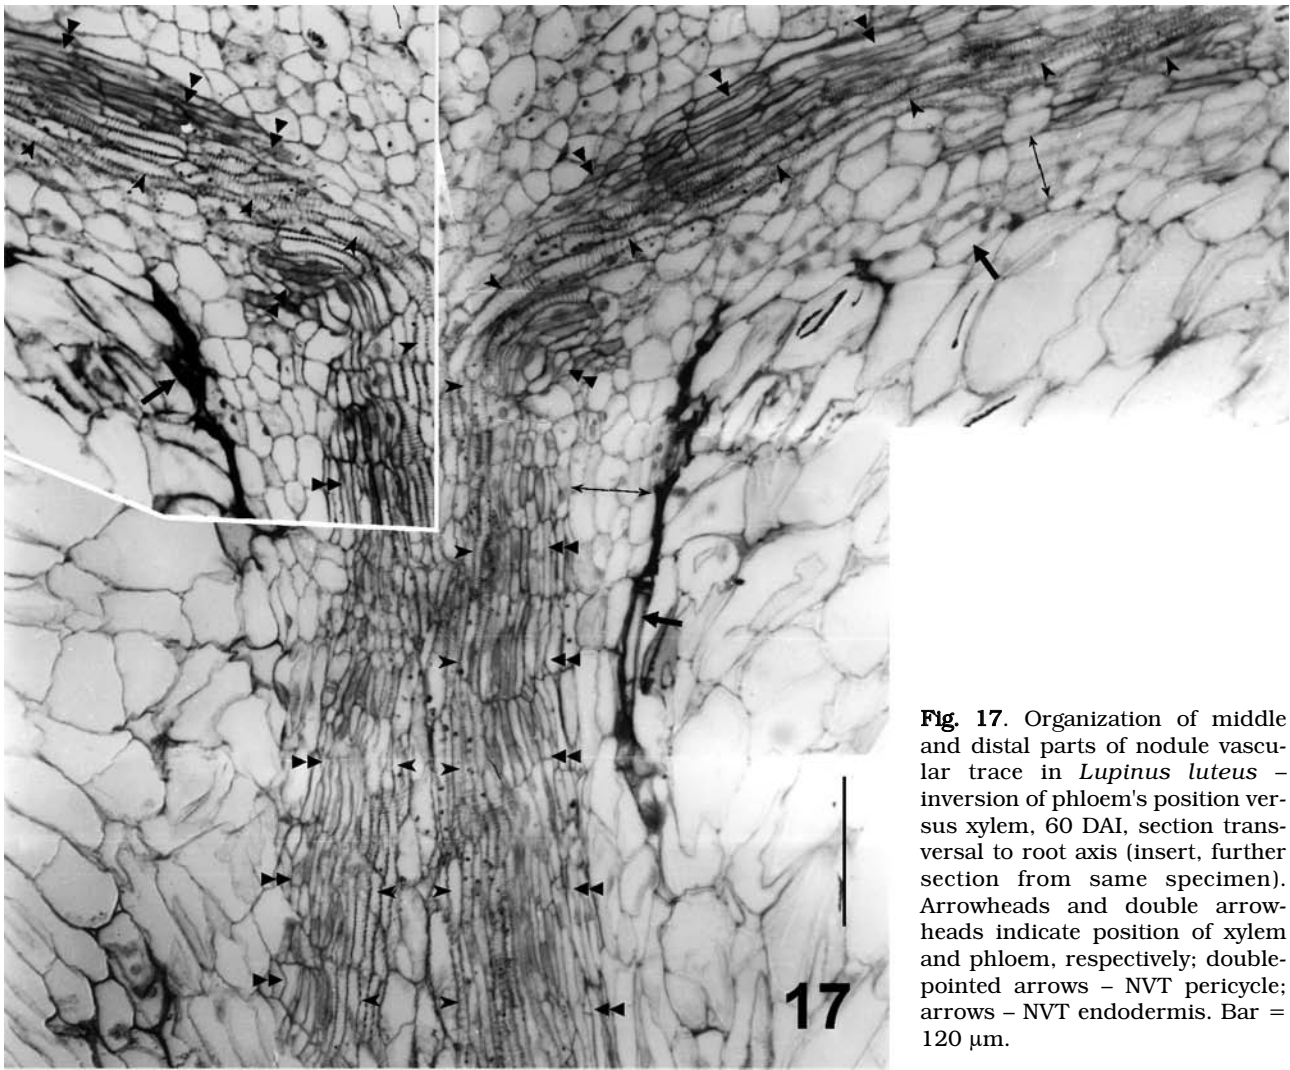 17
Fig. 17. Organization of middle
and distal parts of nodule vascu-
lar trace in Lupinus luteus –
inversion of phloem's position ver-
sus xylem, 60 DAI, section trans-
versal to root axis (insert, further
section from same specimen).
Arrowheads and double arrow-
heads indicate position of xylem
and phloem, respectively; double-
pointed arrows – NVT pericycle;
arrows – NVT endodermis. Bar =
120 µm.